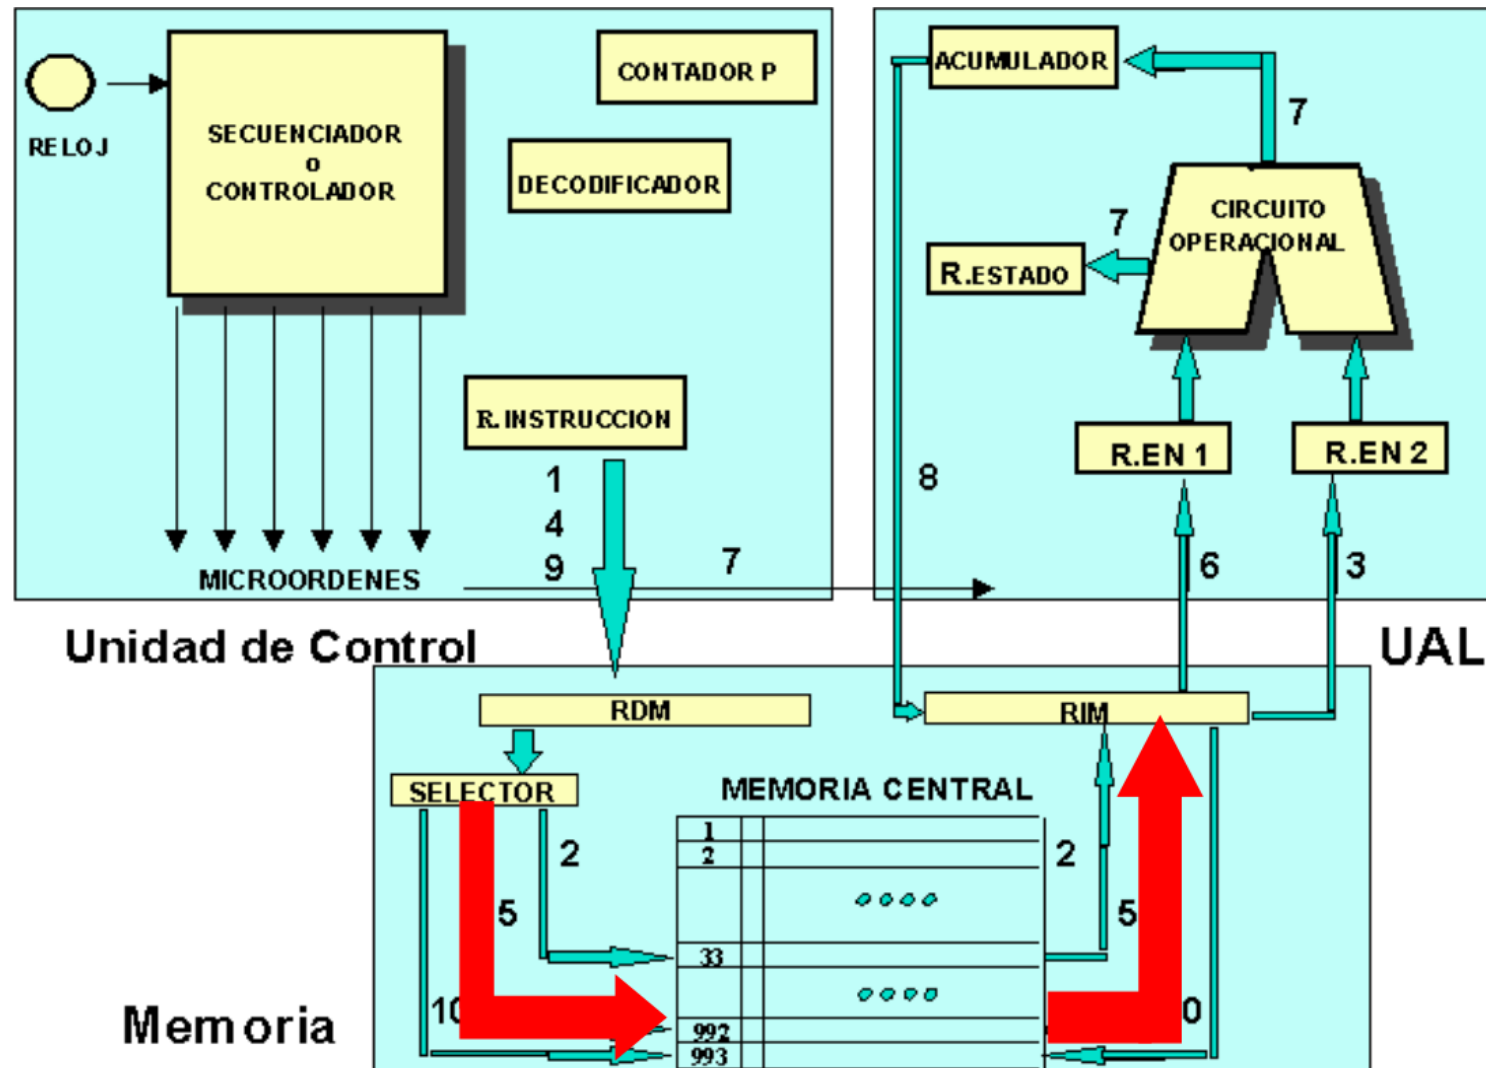 RELOJ
SECUENCIADOR
o
CONTROLADOR
CONTADOR P
DECODIFICADOR
R.INSTRUCCION
1
4
9
7
MICROORDENES
Unidad de Control
ACUMULADOR
7
CIRCUITO
OPERACIONAL
7
R.ESTADO
R.EN 1
R.EN 2
8
6
3
UAL
RDM
RIM
SELECTOR
MEMORIA CENTRAL
1
2
2
2
5
5
33
10
0
992
993
Memoria